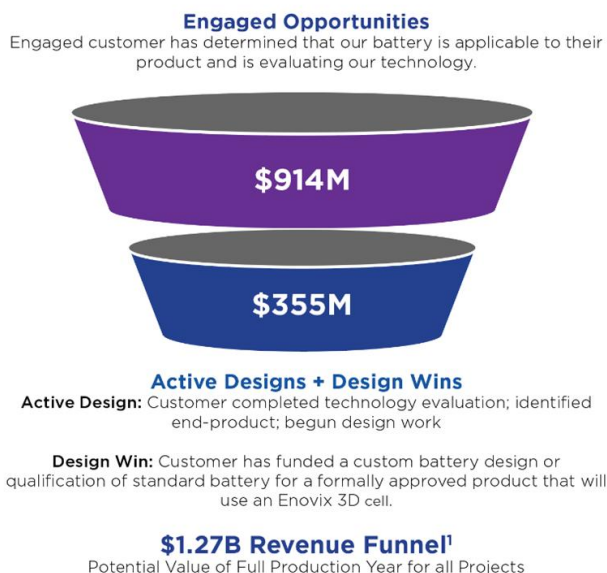 Engaged Opportunities
Engaged customer has determined that our battery is applicable to their
product and is evaluating our technology.
$914M
$355M
Active Designs + Design Wins
Active Design: Customer completed technology evaluation; identified
end-product; begun design work
Design Win: Customer has funded a custom battery design or
qualification of standard battery for a formally approved product that will
use an Enovix 3D cell.
$1.27B Revenue Funnel¹
Potential Value of Full Production Year for all Projects